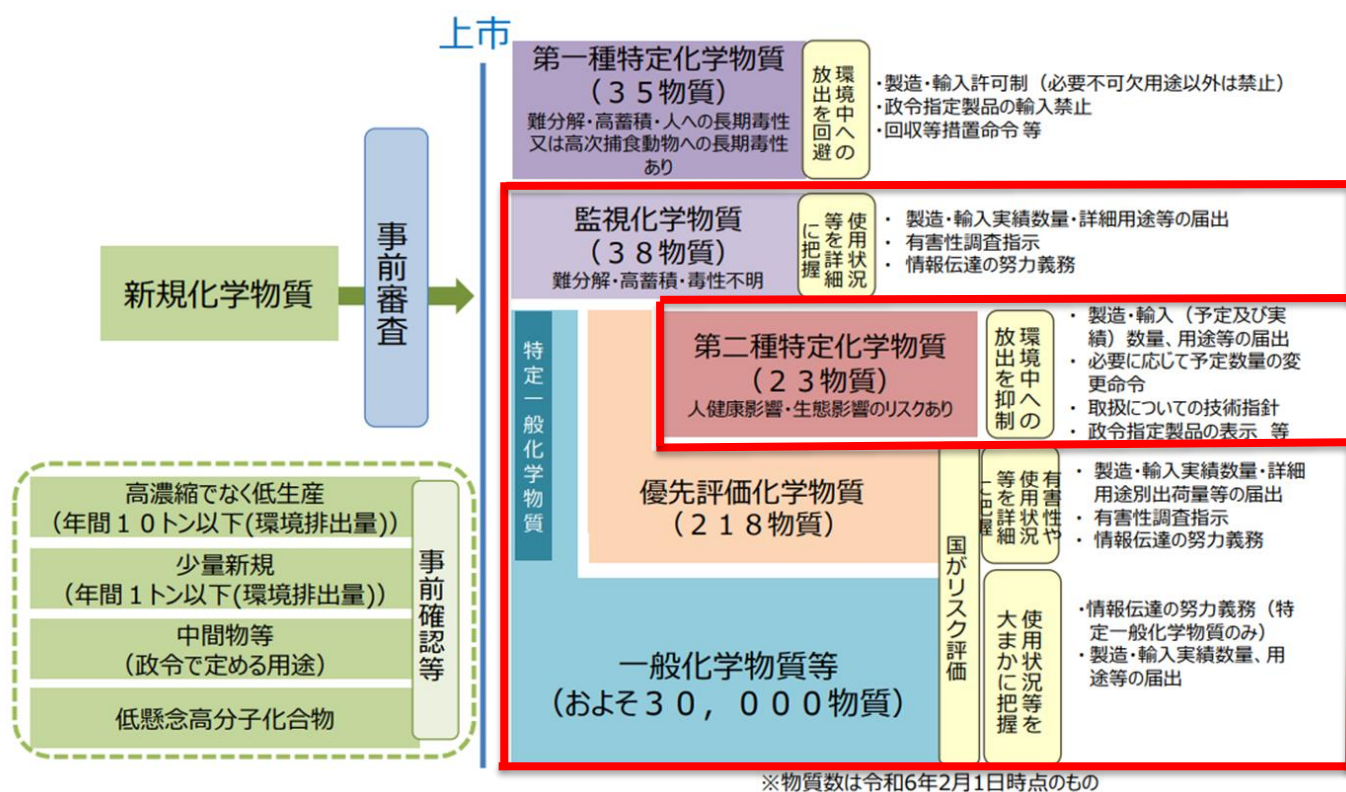 上市
新規化学物質
事前審査
高濃縮でなく低生産
（年間１０トン以下(環境排出量)）
少量新規
（年間１トン以下(環境排出量)）
中間物等
（政令で定める用途）
低懸念高分子化合物
事前確認等
第一種特定化学物質
（３５物質）
難分解・高蓄積・人への長期毒性
又は高次捕食動物への長期毒性
あり
環境中への
放出を回避
・製造・輸入許可制（必要不可欠用途以外は禁止）
・政令指定製品の輸入禁止
・回収等措置命令 等
監視化学物質
（３８物質）
難分解・高蓄積・毒性不明
使用状況
等を詳細
に把握
・ 製造・輸入実績数量・詳細用途等の届出
・ 有害性調査指示
・ 情報伝達の努力義務
特定一般化学物質
第二種特定化学物質
（２３物質）
人健康影響・生態影響のリスクあり
環境中への
放出を抑制
・ 製造・輸入（予定及び実
績）数量、用途等の届出
・ 必要に応じて予定数量の変
更命令
・ 取扱についての技術指針
・ 政令指定製品の表示 等
優先評価化学物質
（２１８物質）
有害性や
使用状況
等を詳細
に把握
・ 製造・輸入実績数量・詳細
用途別出荷量等の届出
・ 有害性調査指示
・ 情報伝達の努力義務
国がリスク評価
一般化学物質等
（およそ３０，０００物質）
使用状況等を
大まかに把握
・情報伝達の努力義務（特
定一般化学物質のみ）
・製造・輸入実績数量、用
途等の届出
※物質数は令和6年2月1日時点のもの